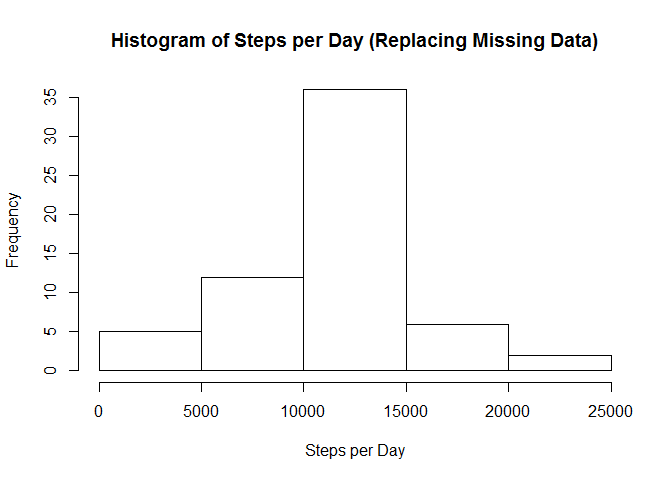 Histogram of Steps per Day (Replacing Missing Data)
Frequency
35
30
25
20
15
10
5
0
0 5000 10000 15000 20000 25000
Steps per Day